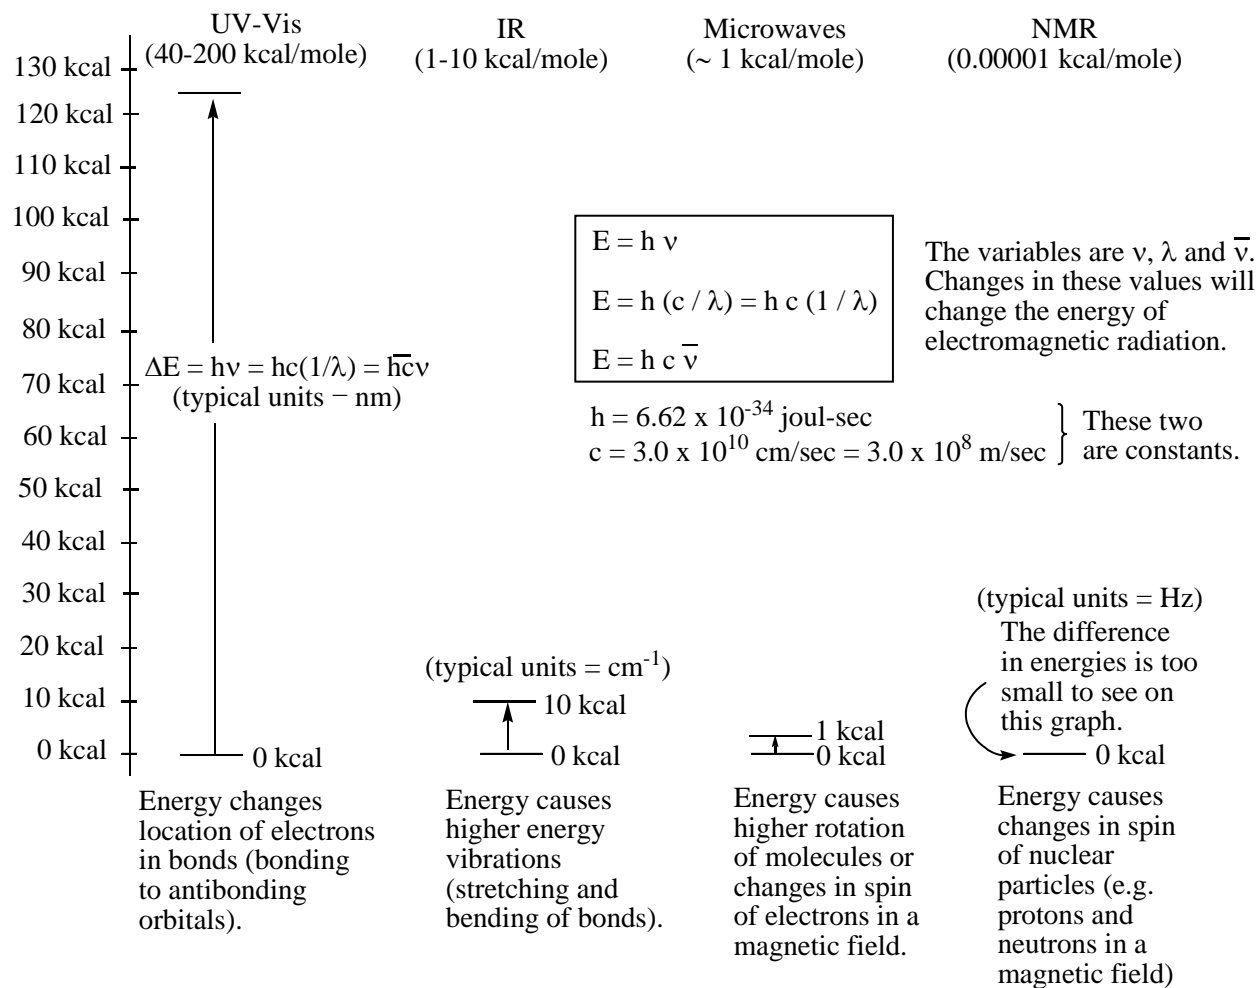 UV-Vis
(40-200 kcal/mole)
IR
(1-10 kcal/mole)
Microwaves
(~ 1 kcal/mole)
NMR
(0.00001 kcal/mole)
130 kcal
120 kcal
110 kcal
100 kcal
90 kcal
80 kcal
70 kcal
60 kcal
50 kcal
40 kcal
30 kcal
20 kcal
10 kcal
0 kcal
ΔE = hν = hc(1/λ) = h̅c̅ν
(typical units − nm)
0 kcal
Energy changes
location of electrons
in bonds (bonding
to antibonding
orbitals).
E = h ν
E = h (c / λ) = h c (1 / λ)
E = h c ν̅
The variables are ν, λ and ν̅.
Changes in these values will
change the energy of
electromagnetic radiation.
h = 6.62 x 10⁻³⁴ joul-sec
c = 3.0 x 10¹⁰ cm/sec = 3.0 x 10⁸ m/sec
These two
are constants.
(typical units = cm⁻¹)
10 kcal
0 kcal
Energy causes
higher energy
vibrations
(stretching and
bending of bonds).
1 kcal
0 kcal
Energy causes
higher rotation
of molecules or
changes in spin
of electrons in a
magnetic field.
(typical units = Hz)
The difference
in energies is too
small to see on
this graph.
0 kcal
Energy causes
changes in spin
of nuclear
particles (e.g.
protons and
neutrons in a
magnetic field)